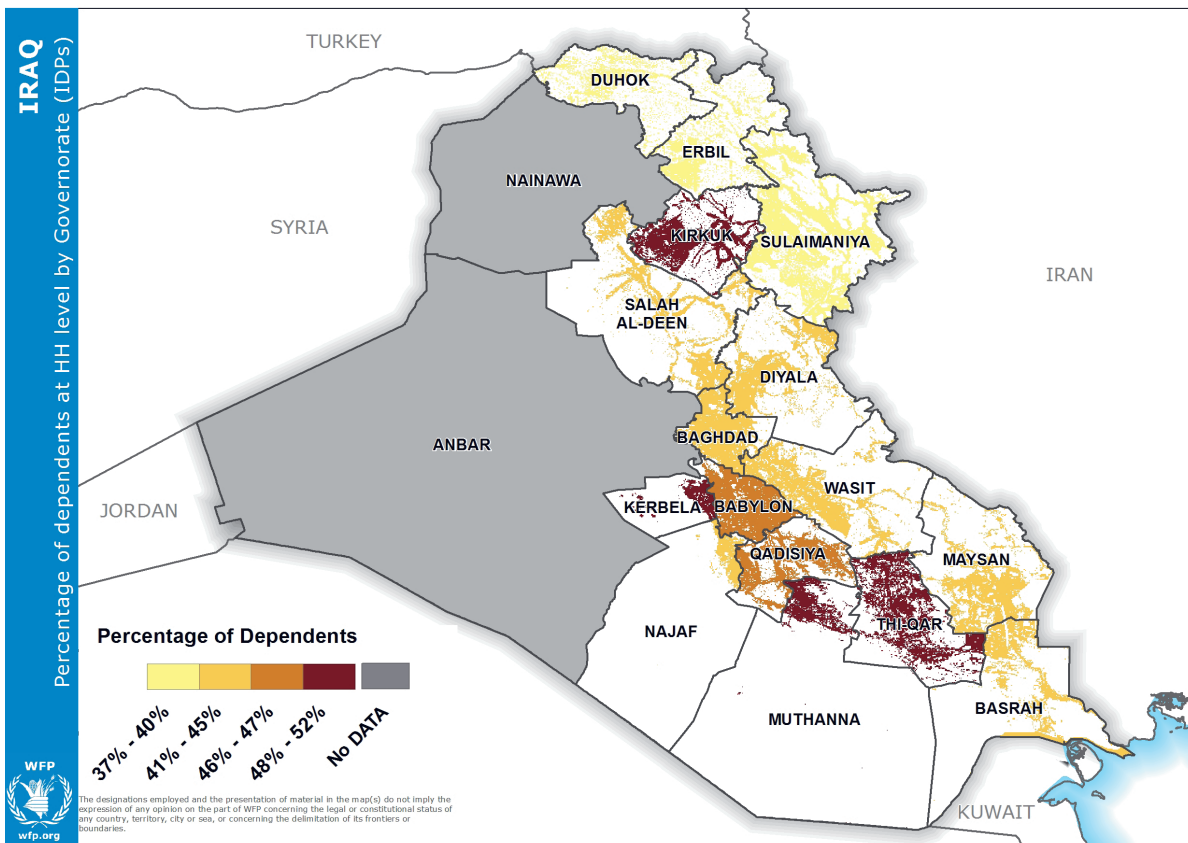 IRAQ
Percentage of dependents at HH level by Governorate (IDPs)
TURKEY
DUHOK
ERBIL
NAINAWA
SYRIA
KIRKUK
SULAIMANIYA
IRAN
SALAH
AL-DEEN
DIYALA
BAGHDAD
ANBAR
WASIT
KERBELA
BABYLON
JORDAN
QADISIYA
MAYSAN
NAJAF
THI-QAR
MUTHANNA
BASRAH
KUWAIT
Percentage of Dependents
37% - 40%
41% - 45%
46% - 47%
48% - 52%
No DATA
WFP
wfp.org
The designations employed and the presentation of material in the map(s) do not imply the
expression of any opinion on the part of WFP concerning the legal or constitutional status of
any country, territory, city or sea, or concerning the delimitation of its frontiers or
boundaries.